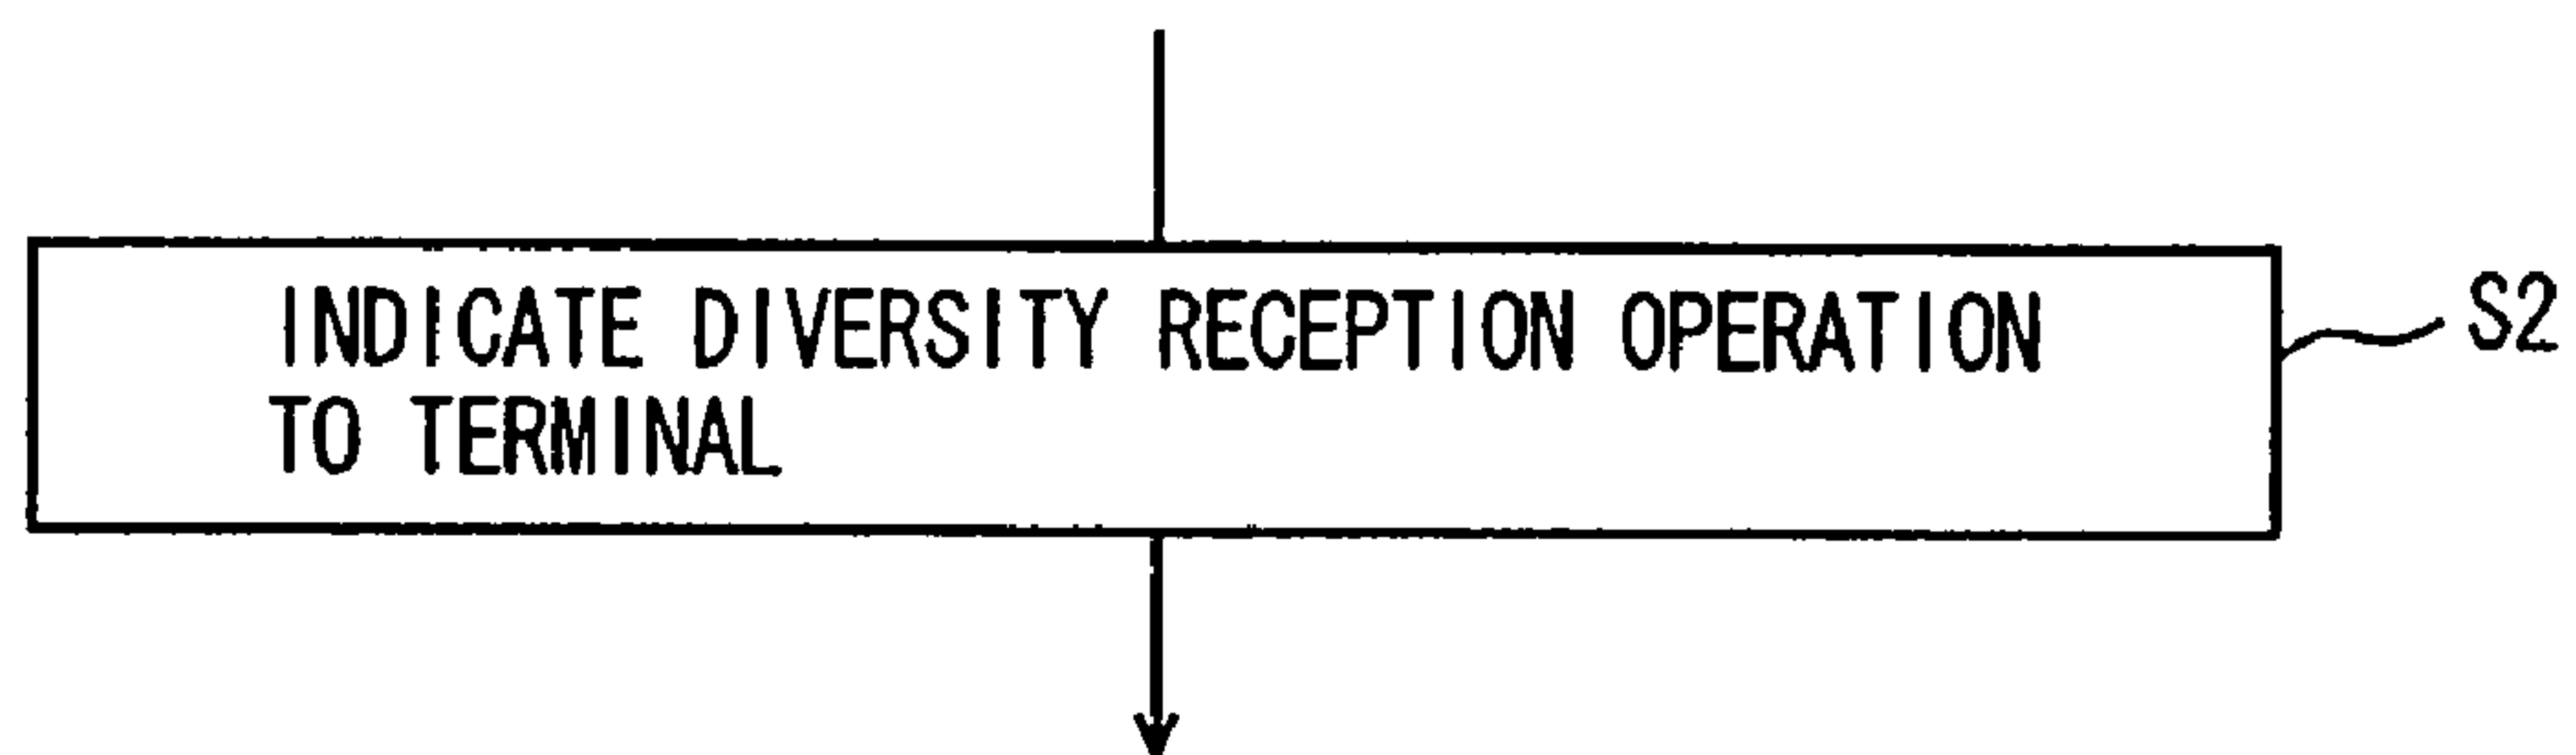 INDICATE DIVERSITY RECEPTION OPERATION
TO TERMINAL
S2